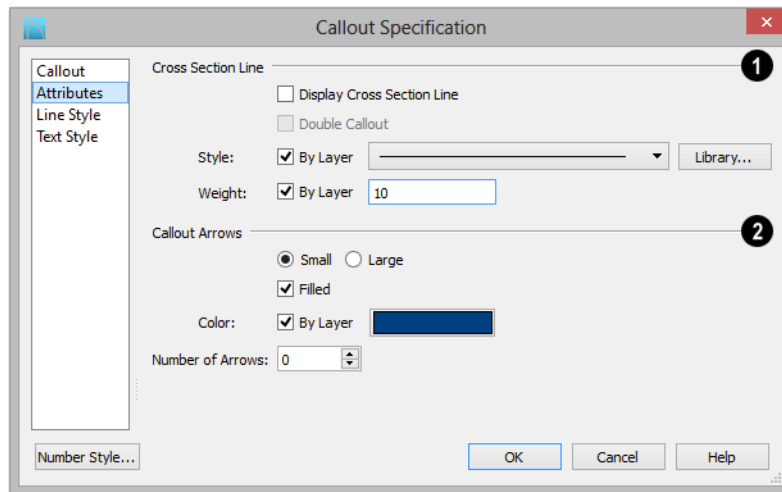 Callout Specification
Callout
Attributes
Line Style
Text Style
Cross Section Line
1
Display Cross Section Line
Double Callout
Style: By Layer Library...
Weight: By Layer 10
Callout Arrows
2
Small Large
Filled
Color: By Layer
Number of Arrows: 0
Number Style... OK Cancel Help